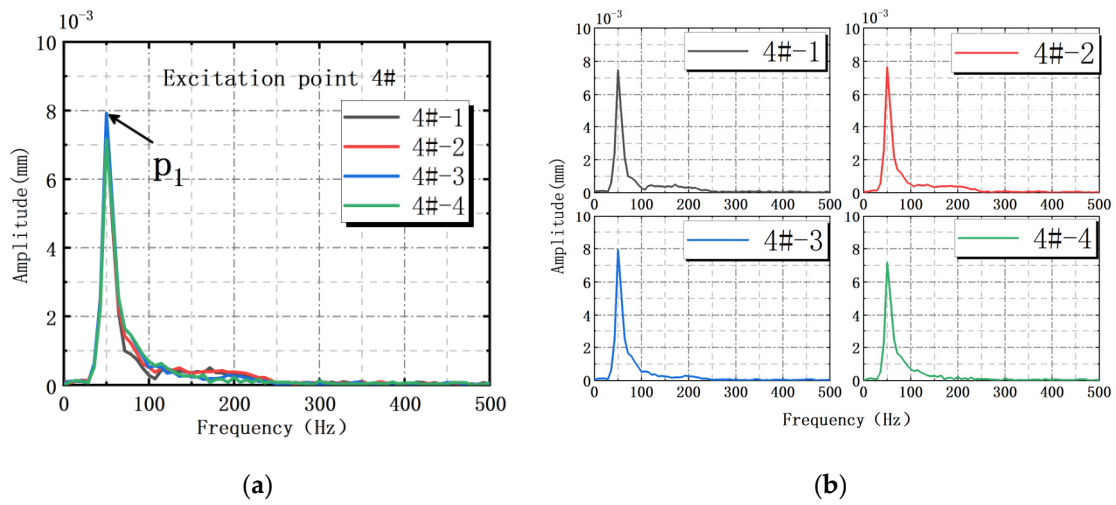 10⁻³
10
8
6
4
2
0
Amplitude(mm)
Excitation point 4#
4#-1
4#-2
4#-3
4#-4
p₁
0 100 200 300 400 500
Frequency (Hz)
(a)
10⁻³ 10⁻³
10 10
8 8
6 6
4 4
2 2
0 0
4#-1 4#-2
0 100 200 300 400 500 0 100 200 300 400 500
Amplitude(mm)
10 10
8 8
6 6
4 4
2 2
0 0
4#-3 4#-4
0 100 200 300 400 500 0 100 200 300 400 500
Frequency (Hz)
(b)